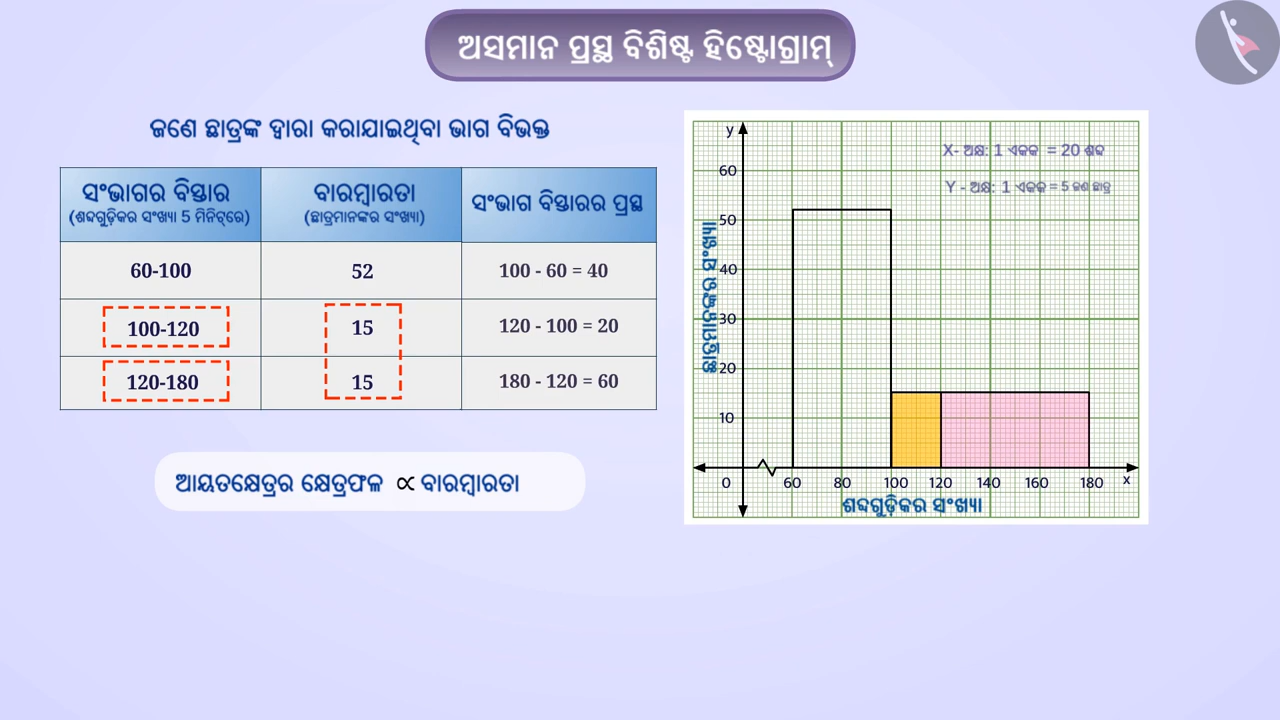 ଅସମାନ ପ୍ରସ୍ଥ ବିଶିଷ୍ଟ ହିଷ୍ଟୋଗ୍ରାମ୍
ଜଣେ ଛାତ୍ରଙ୍କ ଦ୍ୱାରା କରାଯାଇଥିବା ଭାଗ ବିଭକ୍ତ
ସଂଭାଗର ବିସ୍ତାର
(ଶବ୍ଦଗୁଡ଼ିକର ସଂଖ୍ୟା 5 ମିନିଟ୍‌ରେ)
ବାରମ୍ବାରତା
(ଛାତ୍ରମାନଙ୍କର ସଂଖ୍ୟା)
ସଂଭାଗ ବିସ୍ତାରର ପ୍ରସ୍ଥ
60-100 52 100 - 60 = 40
100-120 15 120 - 100 = 20
120-180 15 180 - 120 = 60
ଆୟତକ୍ଷେତ୍ରର କ୍ଷେତ୍ରଫଳ ∝ ବାରମ୍ବାରତା
y
X- ଅକ୍ଷ: 1 ଏକକ = 20 ଶବ୍ଦ
Y - ଅକ୍ଷ: 1 ଏକକ = 5 ଜଣ ଛାତ୍ର
60
50
40
30
20
10
ଛାତ୍ରମାନଙ୍କର ସଂଖ୍ୟା
0 60 80 100 120 140 160 180 x
ଶବ୍ଦଗୁଡ଼ିକର ସଂଖ୍ୟା